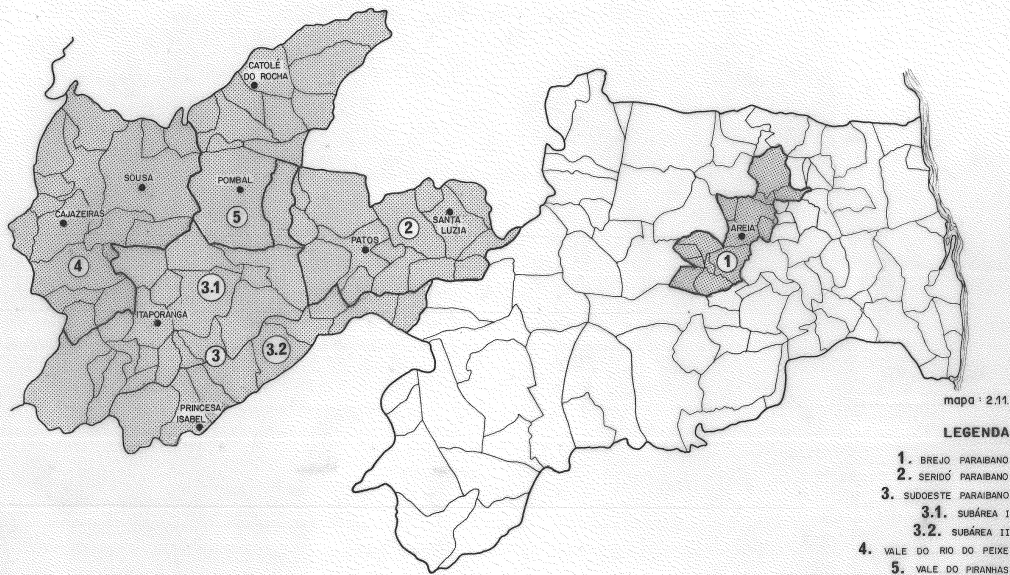 CATOLÉ
DO ROCHA
SOUSA
POMBAL
CAJAZEIRAS
5
2
SANTA
LUZIA
PATOS
AREIA
4
1
3.1
ITAPORANGA
3
3.2
PRINCESA
ISABEL
mapa : 2.11.
LEGENDA
1. BREJO PARAIBANO
2. SERIDÓ PARAIBANO
3. SUDOESTE PARAIBANO
3.1. SUBÁREA I
3.2. SUBÁREA II
4. VALE DO RIO DO PEIXE
5. VALE DO PIRANHAS